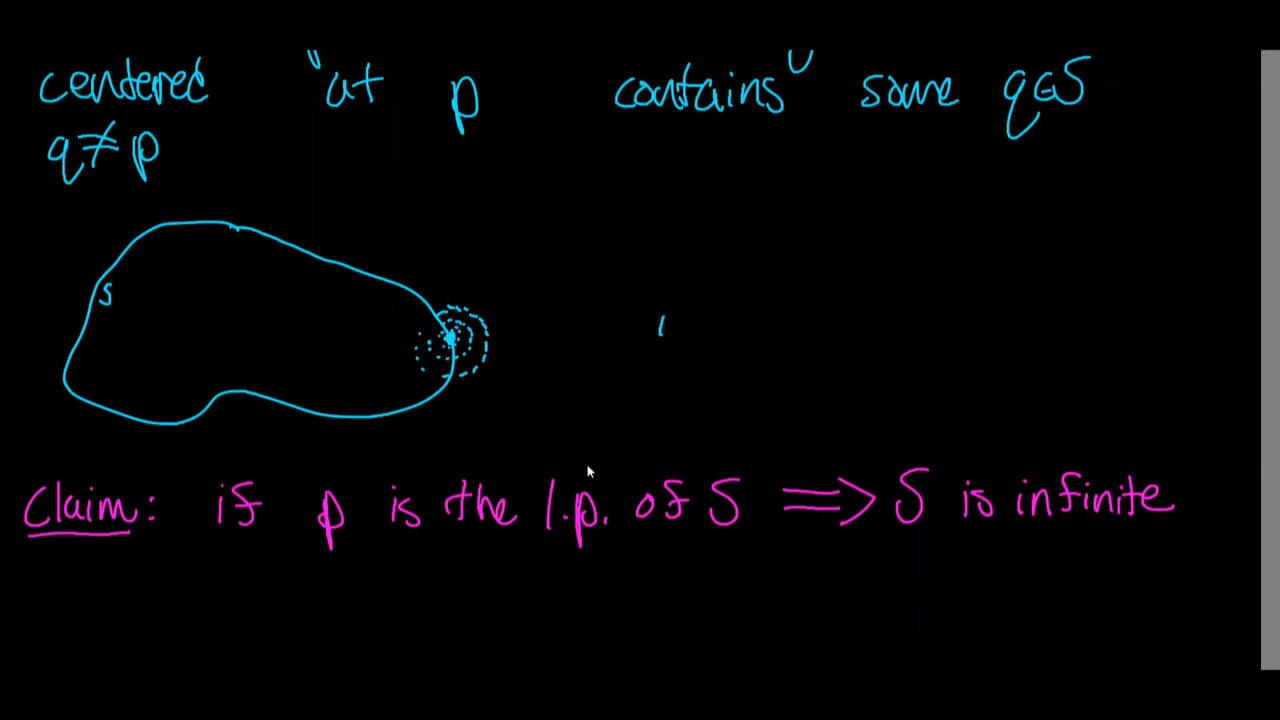 centered "at p contains" some q∈S
q≠p
S
Claim: if p is the l.p. of S ⟹ S is infinite